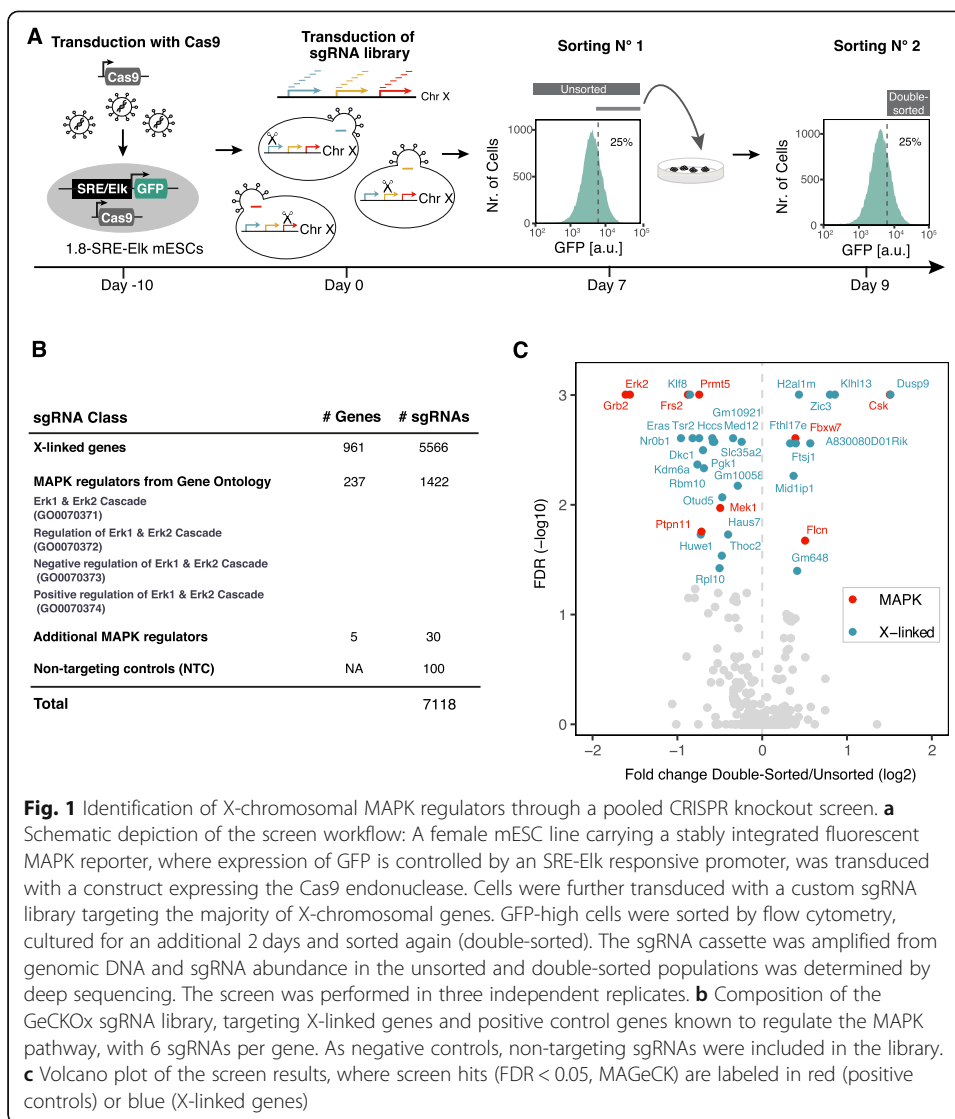 A
Transduction with Cas9
Cas9
SRE/Elk
GFP
Cas9
1.8-SRE-Elk mESCs
Transduction of
sgRNA library
Chr X
Chr X
Chr X
Chr X
Sorting N° 1
Unsorted
25%
Nr. of Cells
1000
500
0
10² 10³ 10⁴ 10⁵
GFP [a.u.]
Sorting N° 2
Double-
sorted
25%
Nr. of Cells
1000
500
0
10² 10³ 10⁴ 10⁵
GFP [a.u.]
Day -10 Day 0 Day 7 Day 9
B
sgRNA Class # Genes # sgRNAs
X-linked genes 961 5566
MAPK regulators from Gene Ontology 237 1422
Erk1 & Erk2 Cascade
(GO0070371)
Regulation of Erk1 & Erk2 Cascade
(GO0070372)
Negative regulation of Erk1 & Erk2 Cascade
(GO0070373)
Positive regulation of Erk1 & Erk2 Cascade
(GO0070374)
Additional MAPK regulators 5 30
Non-targeting controls (NTC) NA 100
Total 7118
C
Erk2 Klf8 Prmt5 H2al1m Klhl13 Dusp9
Grb2 Frs2 Zic3 Csk
Gm10921
Fthl17e Fbxw7
Eras Tsr2 Hccs Med12
Nr0b1 Slc35a2 A830080D01Rik
Dkc1 Pgk1 Ftsj1
Kdm6a Gm10058
Rbm10 Mid1ip1
Otud5
Mek1
Ptpn11 Haus7 Flcn
Huwe1 Thoc2 Gm648
Rpl10
MAPK
X−linked
FDR (−log10)
3
2
1
0
−2 −1 0 1 2
Fold change Double-Sorted/Unsorted (log2)
Fig. 1 Identification of X-chromosomal MAPK regulators through a pooled CRISPR knockout screen. a
Schematic depiction of the screen workflow: A female mESC line carrying a stably integrated fluorescent
MAPK reporter, where expression of GFP is controlled by an SRE-Elk responsive promoter, was transduced
with a construct expressing the Cas9 endonuclease. Cells were further transduced with a custom sgRNA
library targeting the majority of X-chromosomal genes. GFP-high cells were sorted by flow cytometry,
cultured for an additional 2 days and sorted again (double-sorted). The sgRNA cassette was amplified from
genomic DNA and sgRNA abundance in the unsorted and double-sorted populations was determined by
deep sequencing. The screen was performed in three independent replicates. b Composition of the
GeCKOx sgRNA library, targeting X-linked genes and positive control genes known to regulate the MAPK
pathway, with 6 sgRNAs per gene. As negative controls, non-targeting sgRNAs were included in the library.
c Volcano plot of the screen results, where screen hits (FDR < 0.05, MAGeCK) are labeled in red (positive
controls) or blue (X-linked genes)